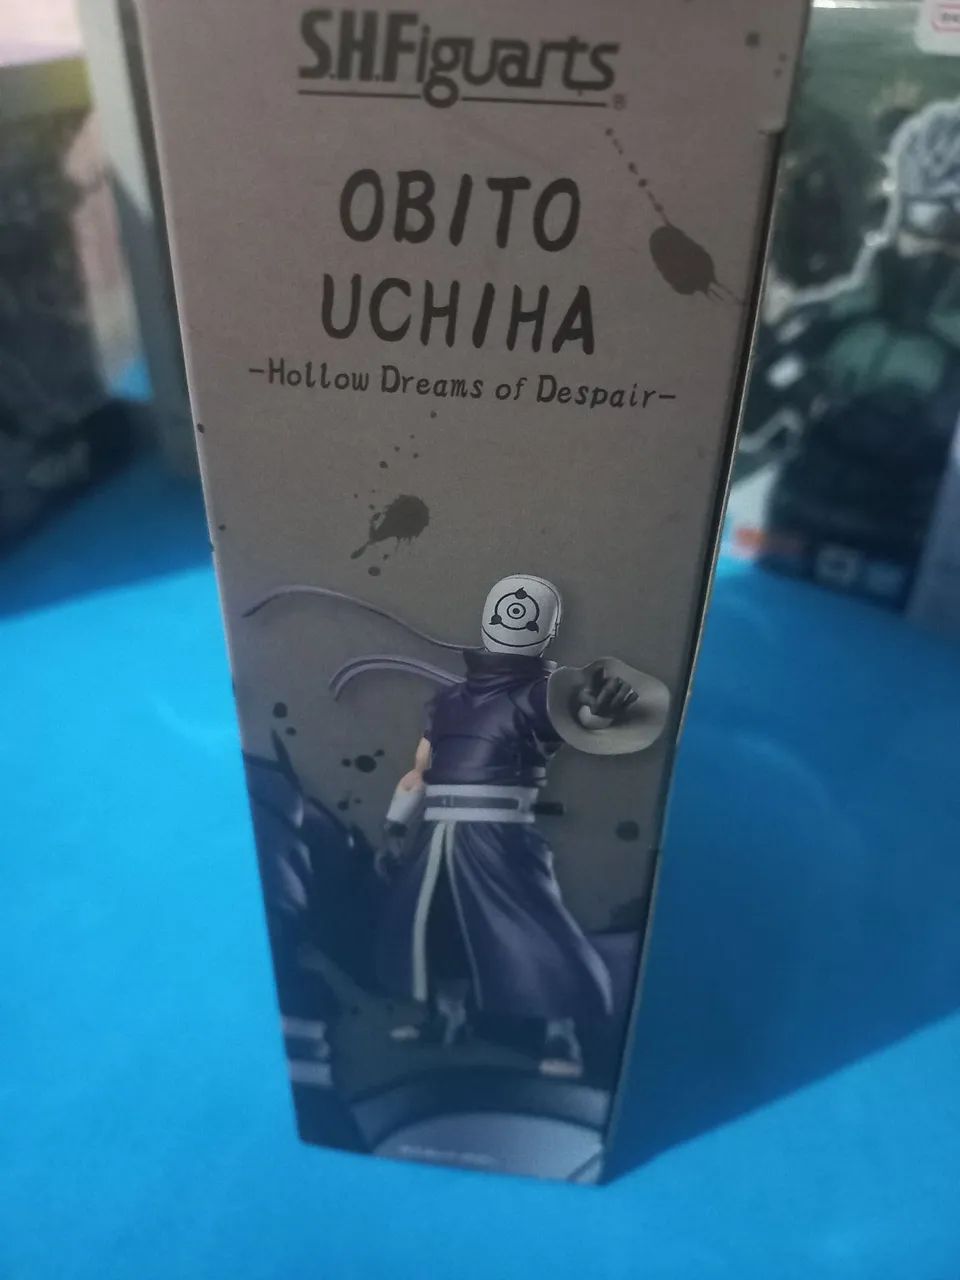 S.H.Figuarts®
OBITO
UCHIHA
-Hollow Dreams of Despair-